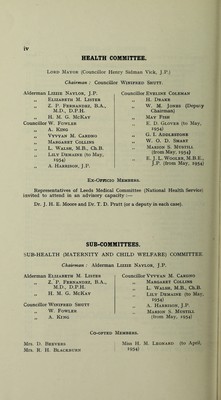 iv
HEALTH COMMITTEE.
LORD MAYOR (Councillor Henry Salmon Vick, J.P.)
Chairman : Councillor WINIFRED SHUTT.
Alderman LIZZIE NAYLOR, J.P.
„ ELIZABETH M. LISTER
„ Z. P. FERNANDEZ, B.A., M.D., D.P.H.
„ H. M. G. MCKAY
Councillor W. FOWLER
„ A. KING
„ VYVYAN M. CARDNO
„ MARGARET COLLING
„ L. WALSH, M.B., Ch.B.
„ LILY DEMAINE (to May, 1954)
„ A. HARRISON, J.P.
Councillor EVELINE COLEMAN
„ H. DRAKE
„ W. M. JONES (Deputy Chairman)
„ MAY FISH
„ E. D. GLOVER (to May, 1954)
„ G. I. ADDLESTONE
„ W. O. D. SHART
„ MARION S. MUSTILL (from May, 1954)
„ E. J. L. WOOLER, M.B.E., J.P. (from May, 1954)
EX-OFFICIO MEMBERS.
Representatives of Leeds Medical Committee (National Health Service)
invited to attend in an advisory capacity :—
Dr. J. H. E. Moore and Dr. T. D. Pratt (or a deputy in each case).
SUB-COMMITTEES.
SUB-HEALTH (MATERNITY AND CHILD WELFARE) COMMITTEE
Chairman : Alderman LIZZIE NAYLOR, J.P.
Alderman ELIZABETH M. LISTER
„ Z. P. FERNANDEZ, B.A., M.D., D.P.H.
„ H. M. G. MCKAY
Councillor WINIFRED SHUTT
„ W. FOWLER
„ A. KING
Councillor VYVYAN M. CARDNO
„ MARGARET COLLING
„ L. WALSH, M.B., Ch.B.
„ LILY DEMAINE (to May, 1954)
„ A. HARRISON, J.P.
„ MARION S. MUSTILL (from May, 1954)
CO-OPTED MEMBERS.
Mrs. D. BEEVERS
Mrs. R. H. BLACKBURN
Miss H. M. LEONARD (to April, 1954)